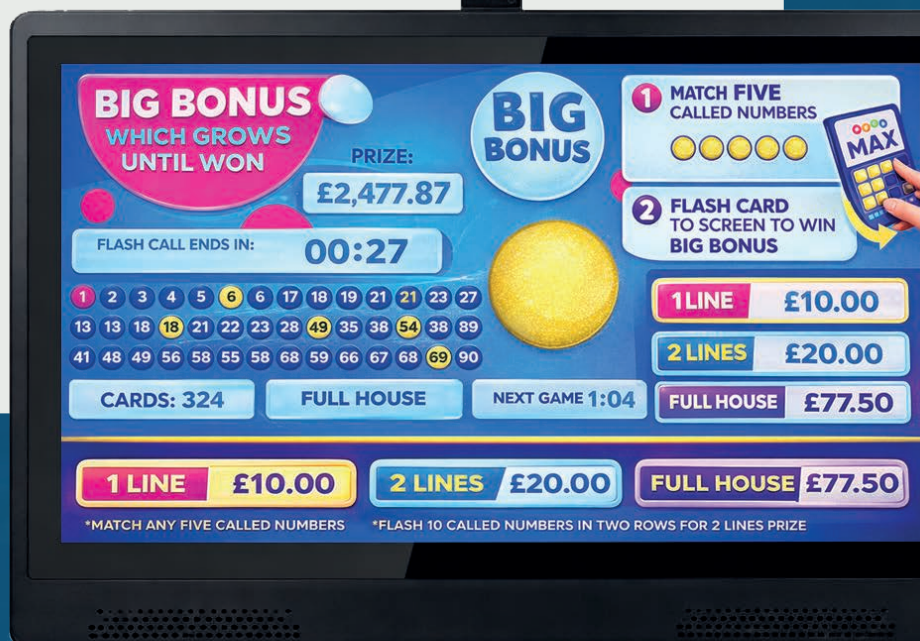 BIG BONUS
WHICH GROWS
UNTIL WON
PRIZE:
£2,477.87
BIG
BONUS
1 MATCH FIVE
CALLED NUMBERS
MAX
2 FLASH CARD
TO SCREEN TO WIN
BIG BONUS
FLASH CALL ENDS IN: 00:27
1 2 3 4 5 6 6 17 18 19 21 21 23 27
13 13 18 18 21 22 23 28 49 35 38 54 38 89
41 48 49 56 58 55 58 68 59 66 67 68 69 90
1 LINE £10.00
2 LINES £20.00
FULL HOUSE £77.50
CARDS: 324
FULL HOUSE
NEXT GAME 1:04
1 LINE £10.00
2 LINES £20.00
FULL HOUSE £77.50
*MATCH ANY FIVE CALLED NUMBERS
*FLASH 10 CALLED NUMBERS IN TWO ROWS FOR 2 LINES PRIZE